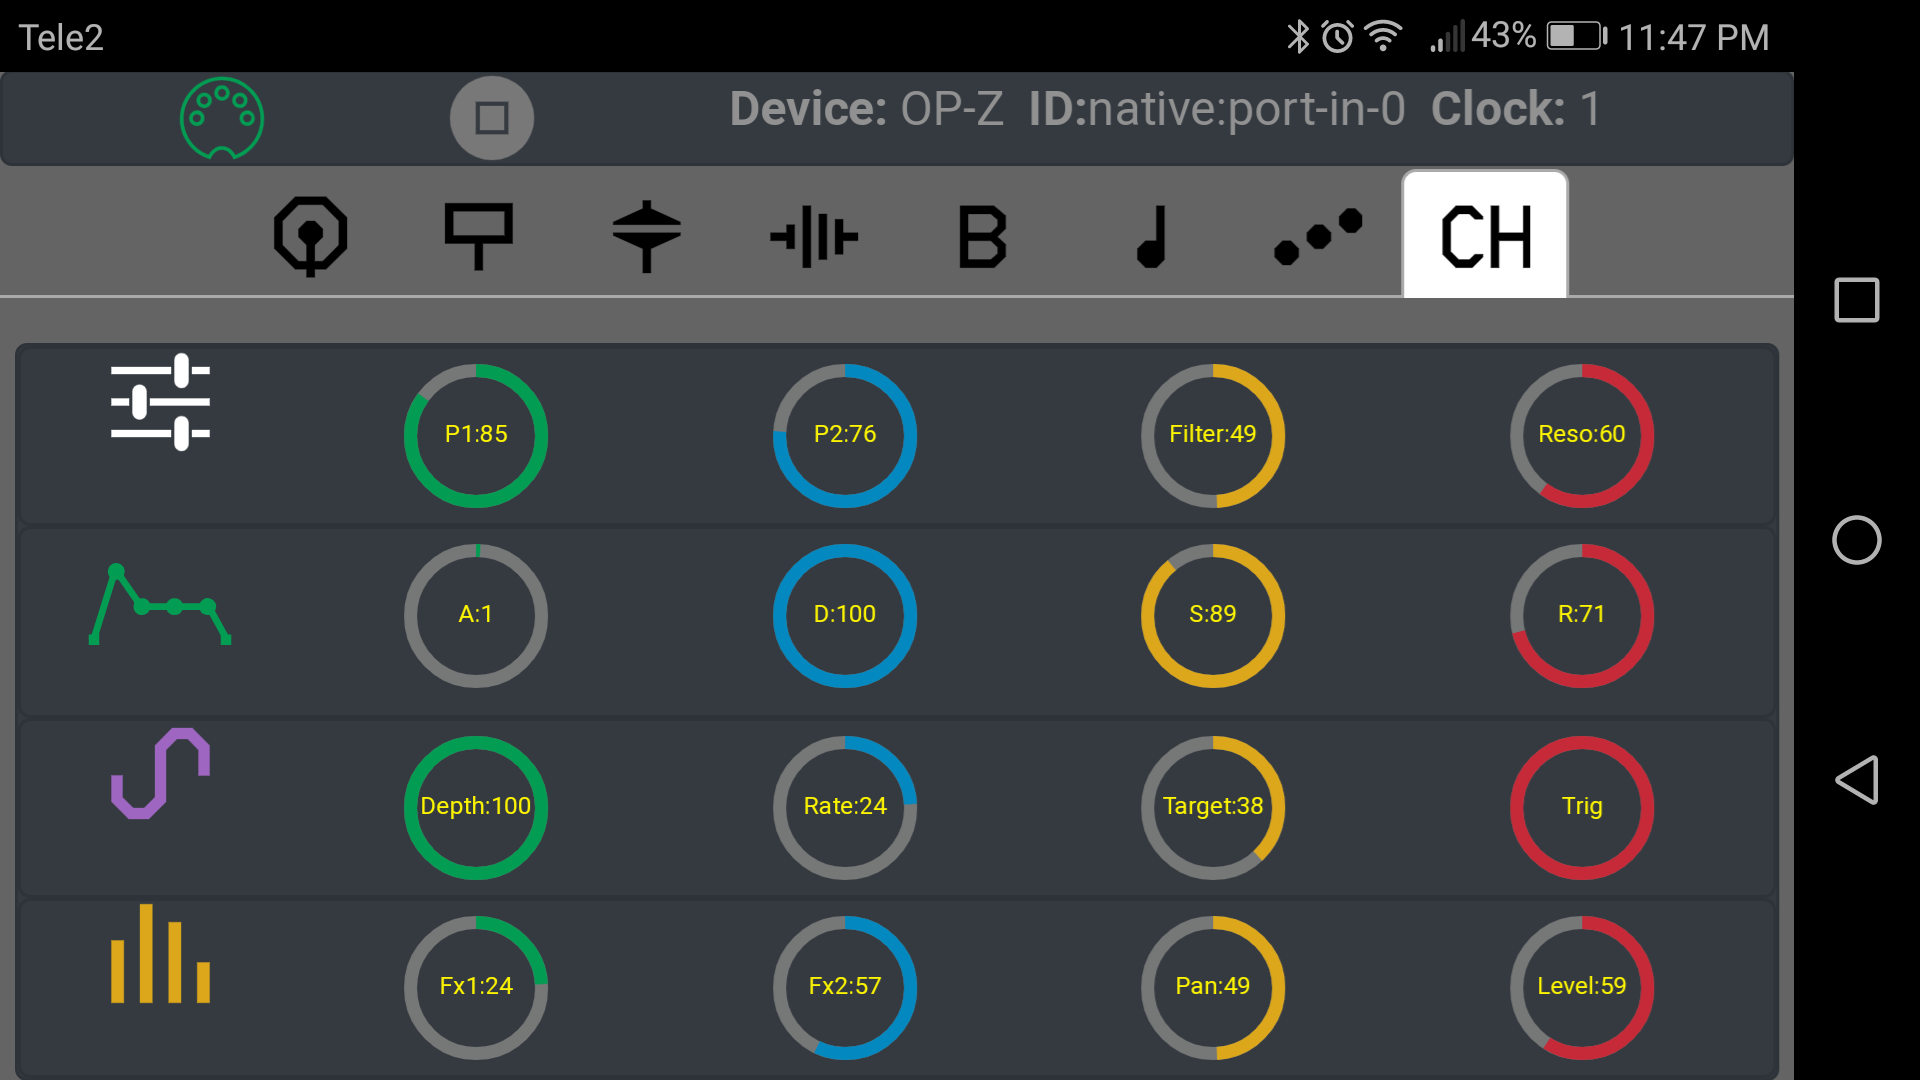 Tele2 43% 11:47 PM
Device: OP-Z ID:native:port-in-0 Clock: 1
B CH
P1:85 P2:76 Filter:49 Reso:60
A:1 D:100 S:89 R:71
Depth:100 Rate:24 Target:38 Trig
Fx1:24 Fx2:57 Pan:49 Level:59